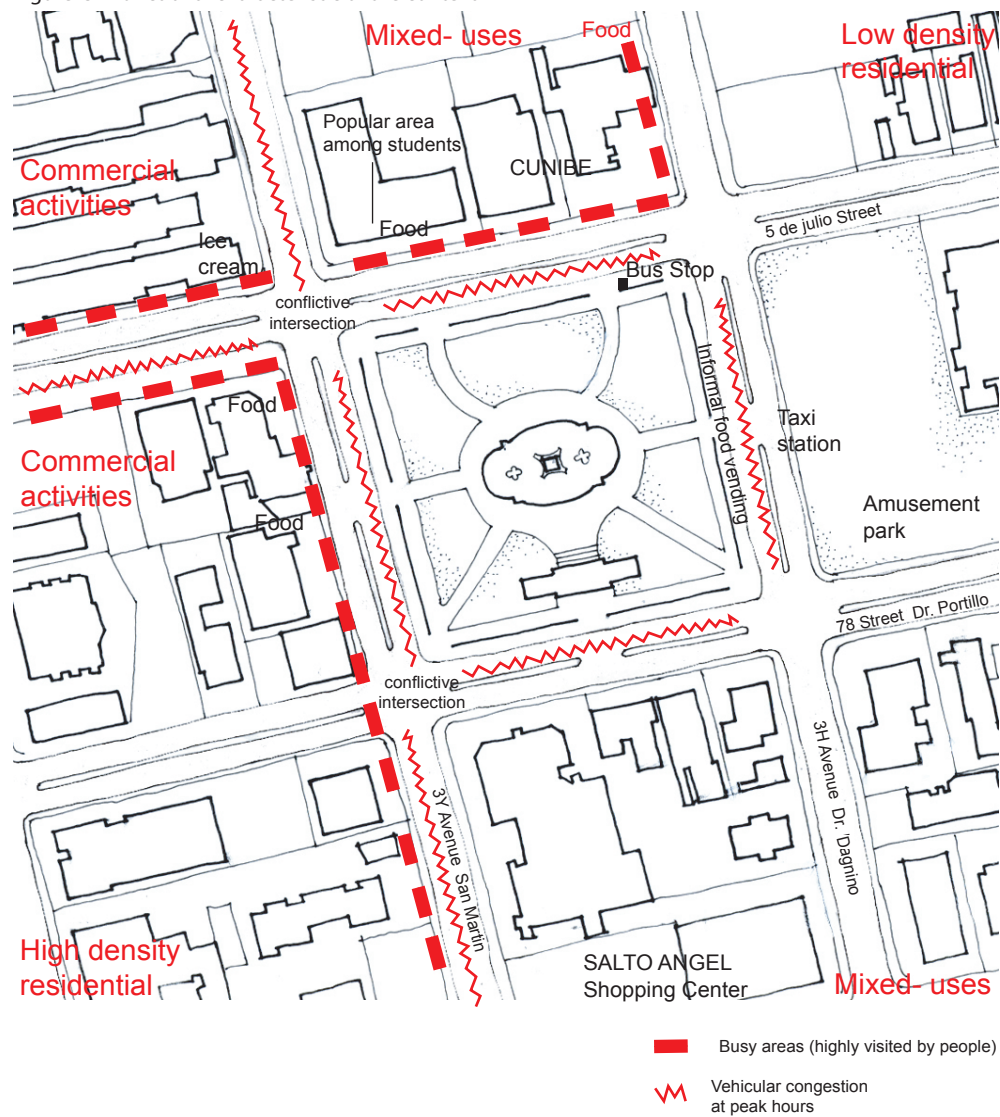 Mixed- uses
Food
Low density
residential
Popular area
among students
CUNIBE
Commercial
activities
Food
5 de julio Street
Ice
cream
Bus Stop
conflictive
intersection
Informal food vending
Food
Taxi
station
Commercial
activities
Food
Amusement
park
78 Street Dr. Portillo
conflictive
intersection
3Y Avenue San Martin
3H Avenue Dr. 'Dagnino
High density
residential
SALTO ANGEL
Shopping Center
Mixed- uses
Busy areas (highly visited by people)
Vehicular congestion
at peak hours